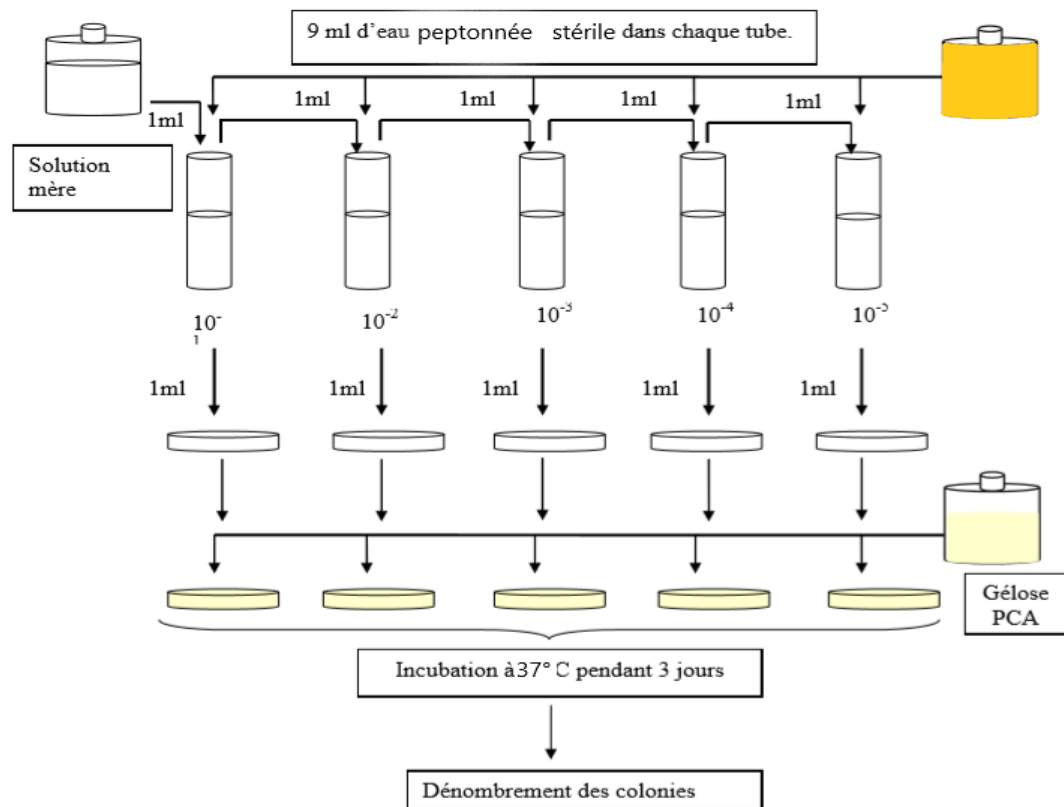 9 ml d'eau peptonnée stérile dans chaque tube.
1ml
1ml
1ml
1ml
1ml
Solution
mère
10-
1
10-2
10-3
10-4
10-5
1ml
1ml
1ml
1ml
1ml
Gélose
PCA
Incubation à37° C pendant 3 jours
Dénombrement des colonies